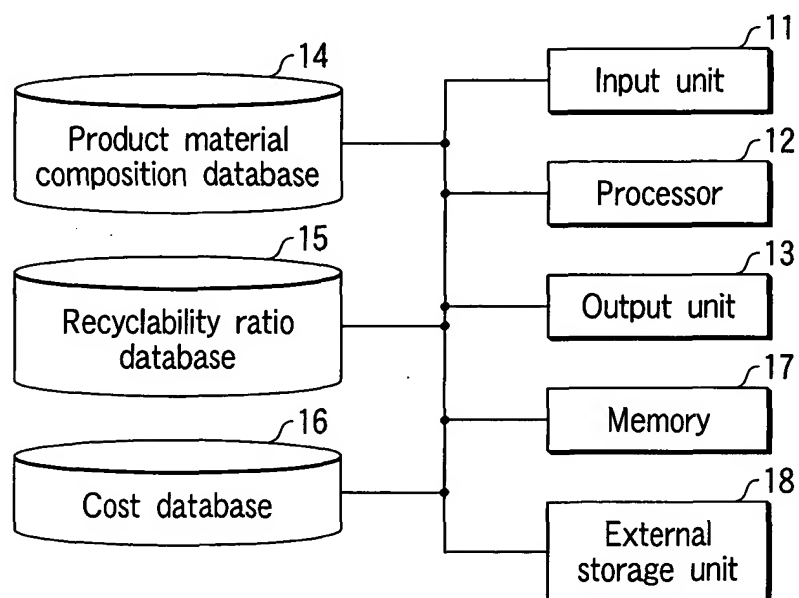 14
Product material
composition database
15
Recyclability ratio
database
16
Cost database
11
Input unit
12
Processor
13
Output unit
17
Memory
18
External
storage unit